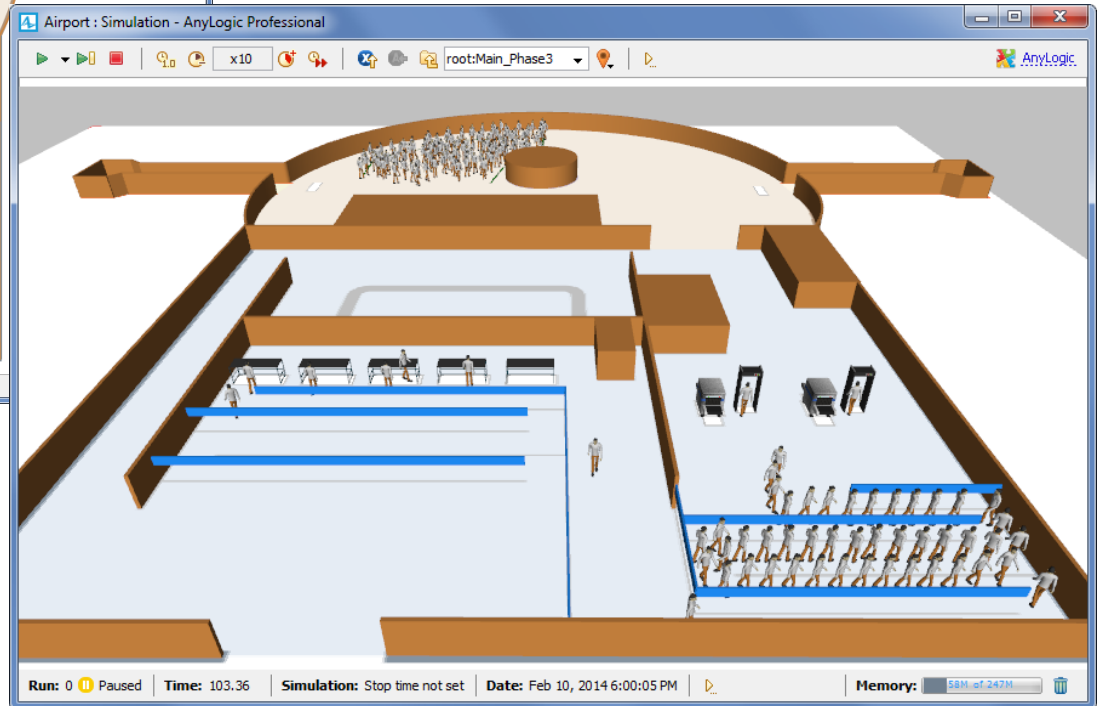 Airport : Simulation - AnyLogic Professional
x10
root:Main_Phase3
AnyLogic
Run: 0 Paused Time: 103.36 Simulation: Stop time not set Date: Feb 10, 2014 6:00:05 PM Memory: 58M of 247M